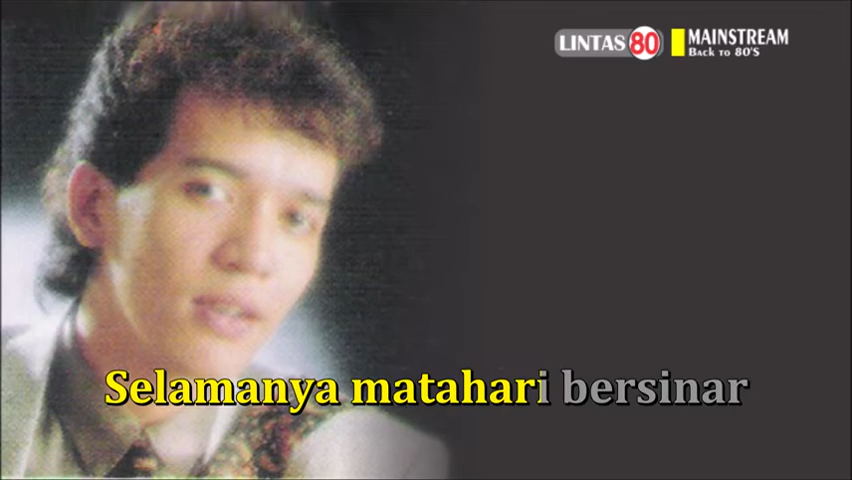 LINTAS 80
MAINSTREAM
BACK TO 80'S
Selamanya matahari bersinar